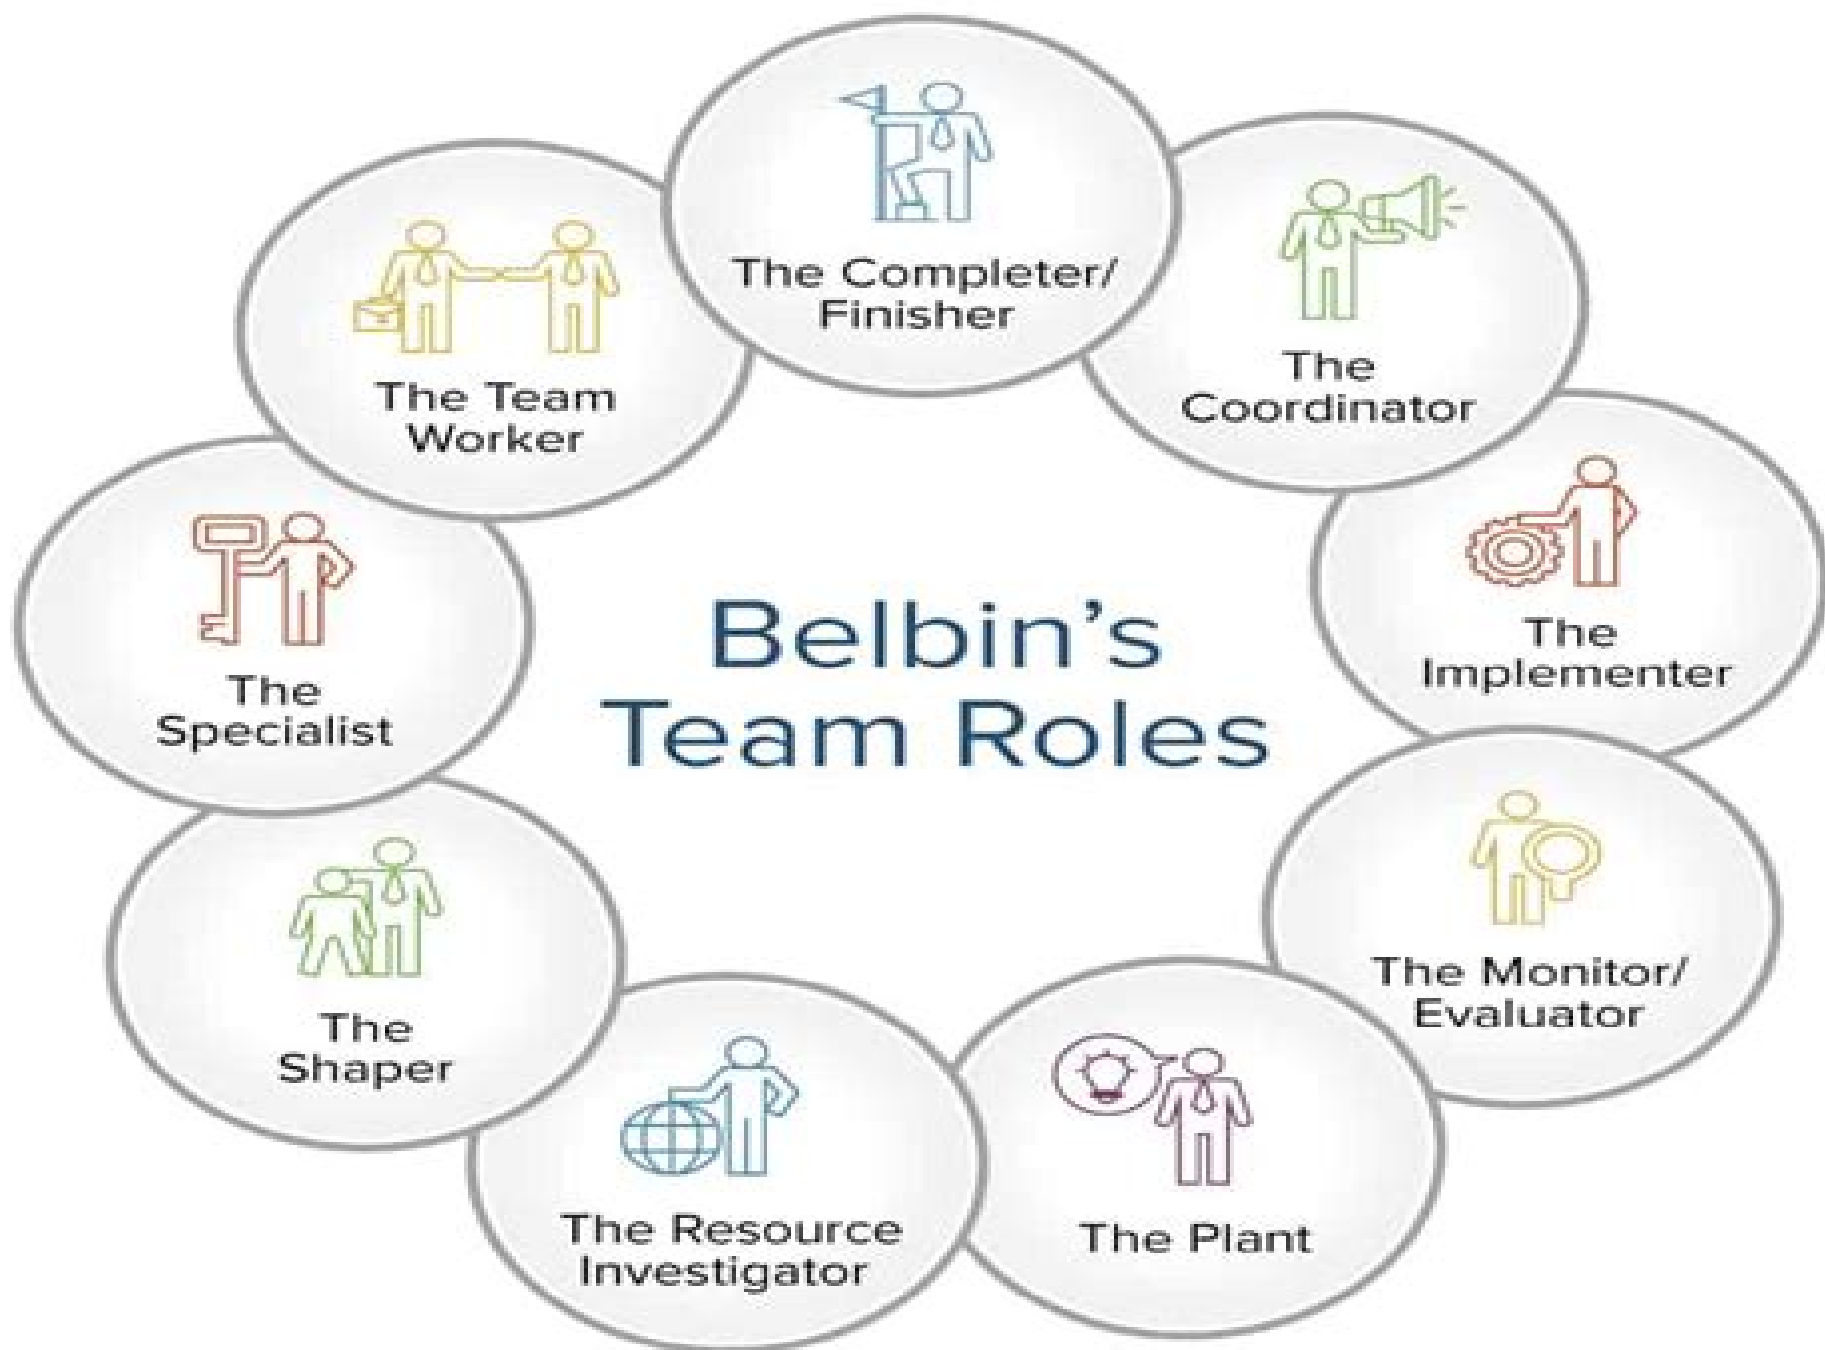 Belbin's
Team Roles
The Completer/
Finisher
The
Coordinator
The
Implementer
The Monitor/
Evaluator
The Plant
The Resource
Investigator
The
Shaper
The
Specialist
The Team
Worker